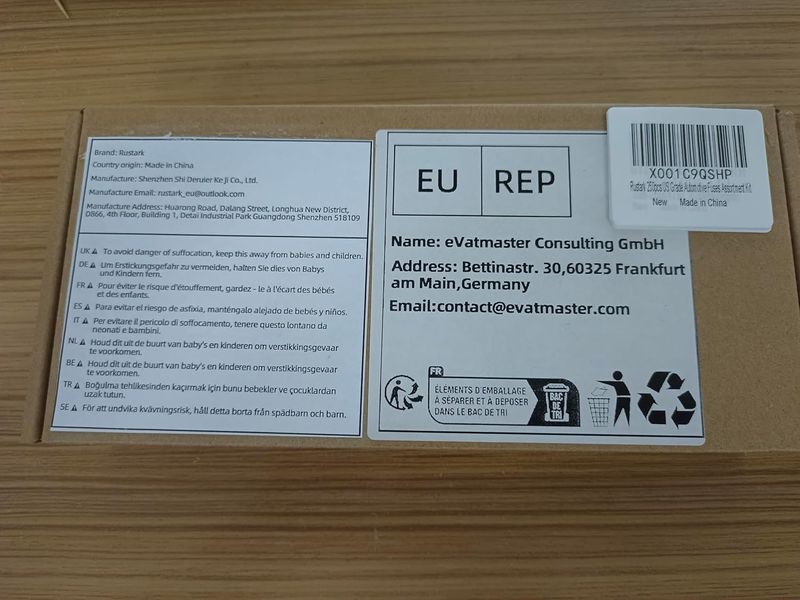 Brand: Rustark
Country origin: Made in China
Manufacture: Shenzhen Shi Deruier Ke Ji Co., Ltd.
Manufacture Email: rustark_eu@outlook.com
Manufacture Address: Huarong Road, Dalang Street, Longhua New District,
D866, 4th Floor, Building 1, Detai Industrial Park Guangdong Shenzhen 518109
UK ⚠ To avoid danger of suffocation, keep this away from babies and children.
DE ⚠ Um Erstickungsgefahr zu vermeiden, halten Sie dies von Babys
und Kindern fern.
FR ⚠ Pour éviter le risque d'étouffement, gardez - le à l'écart des bébés
et des enfants.
ES ⚠ Para evitar el riesgo de asfixia, manténgalo alejado de bebés y niños.
IT ⚠ Per evitare il pericolo di soffocamento, tenere questo lontano da
neonati e bambini.
NL ⚠ Houd dit uit de buurt van baby's en kinderen om verstikkingsgevaar
te voorkomen.
BE ⚠ Houd dit uit de buurt van baby's en kinderen om verstikkingsgevaar
te voorkomen.
TR ⚠ Boğulma tehlikesinden kaçırmak için bunu bebekler ve çocuklardan
uzak tutun.
SE ⚠ För att undvika kvävningsrisk, håll detta borta från spädbarn och barn.
EU REP
Name: eVatmaster Consulting GmbH
Address: Bettinastr. 30,60325 Frankfurt
am Main,Germany
Email:contact@evatmaster.com
FR
ÉLÉMENTS D'EMBALLAGE
À SÉPARER ET À DÉPOSER
DANS LE BAC DE TRI
BAC
DE
TRI
X001C9QSHP
Rustark 250pcs US Grade Automotive Fuses Assortment Kit
New Made in China